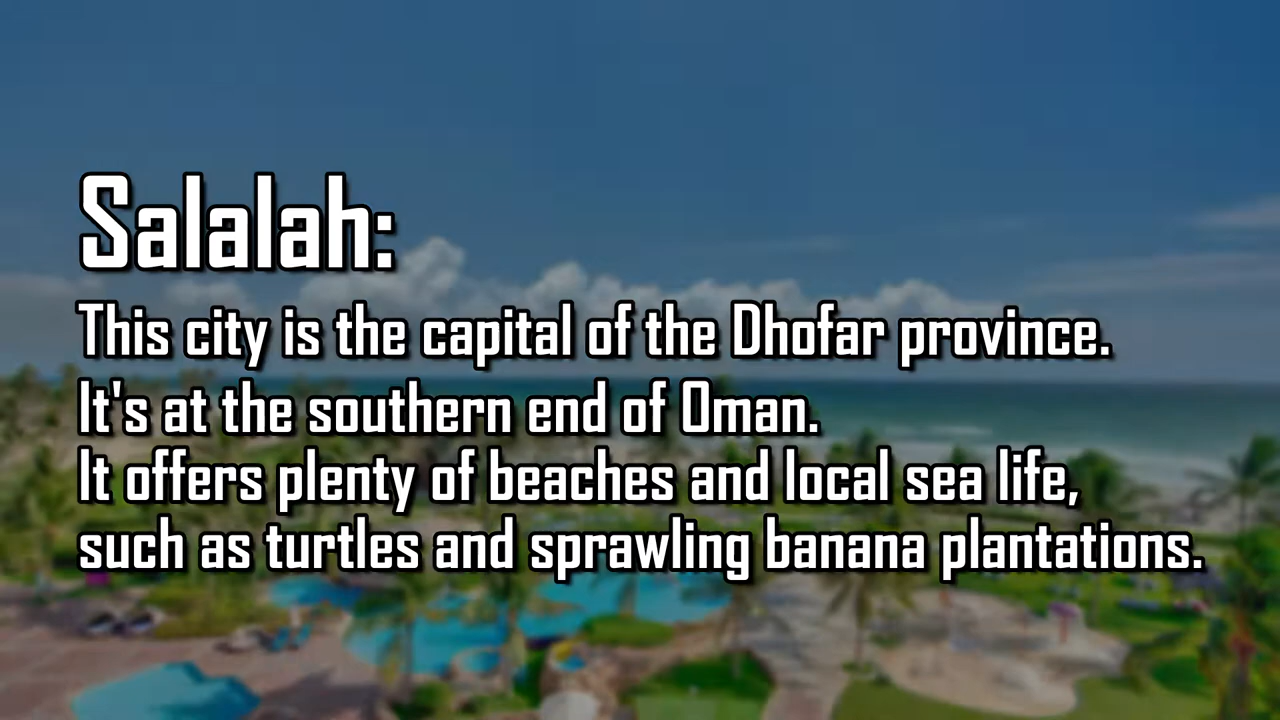 Salalah:
This city is the capital of the Dhofar province.
It's at the southern end of Oman.
It offers plenty of beaches and local sea life,
such as turtles and sprawling banana plantations.